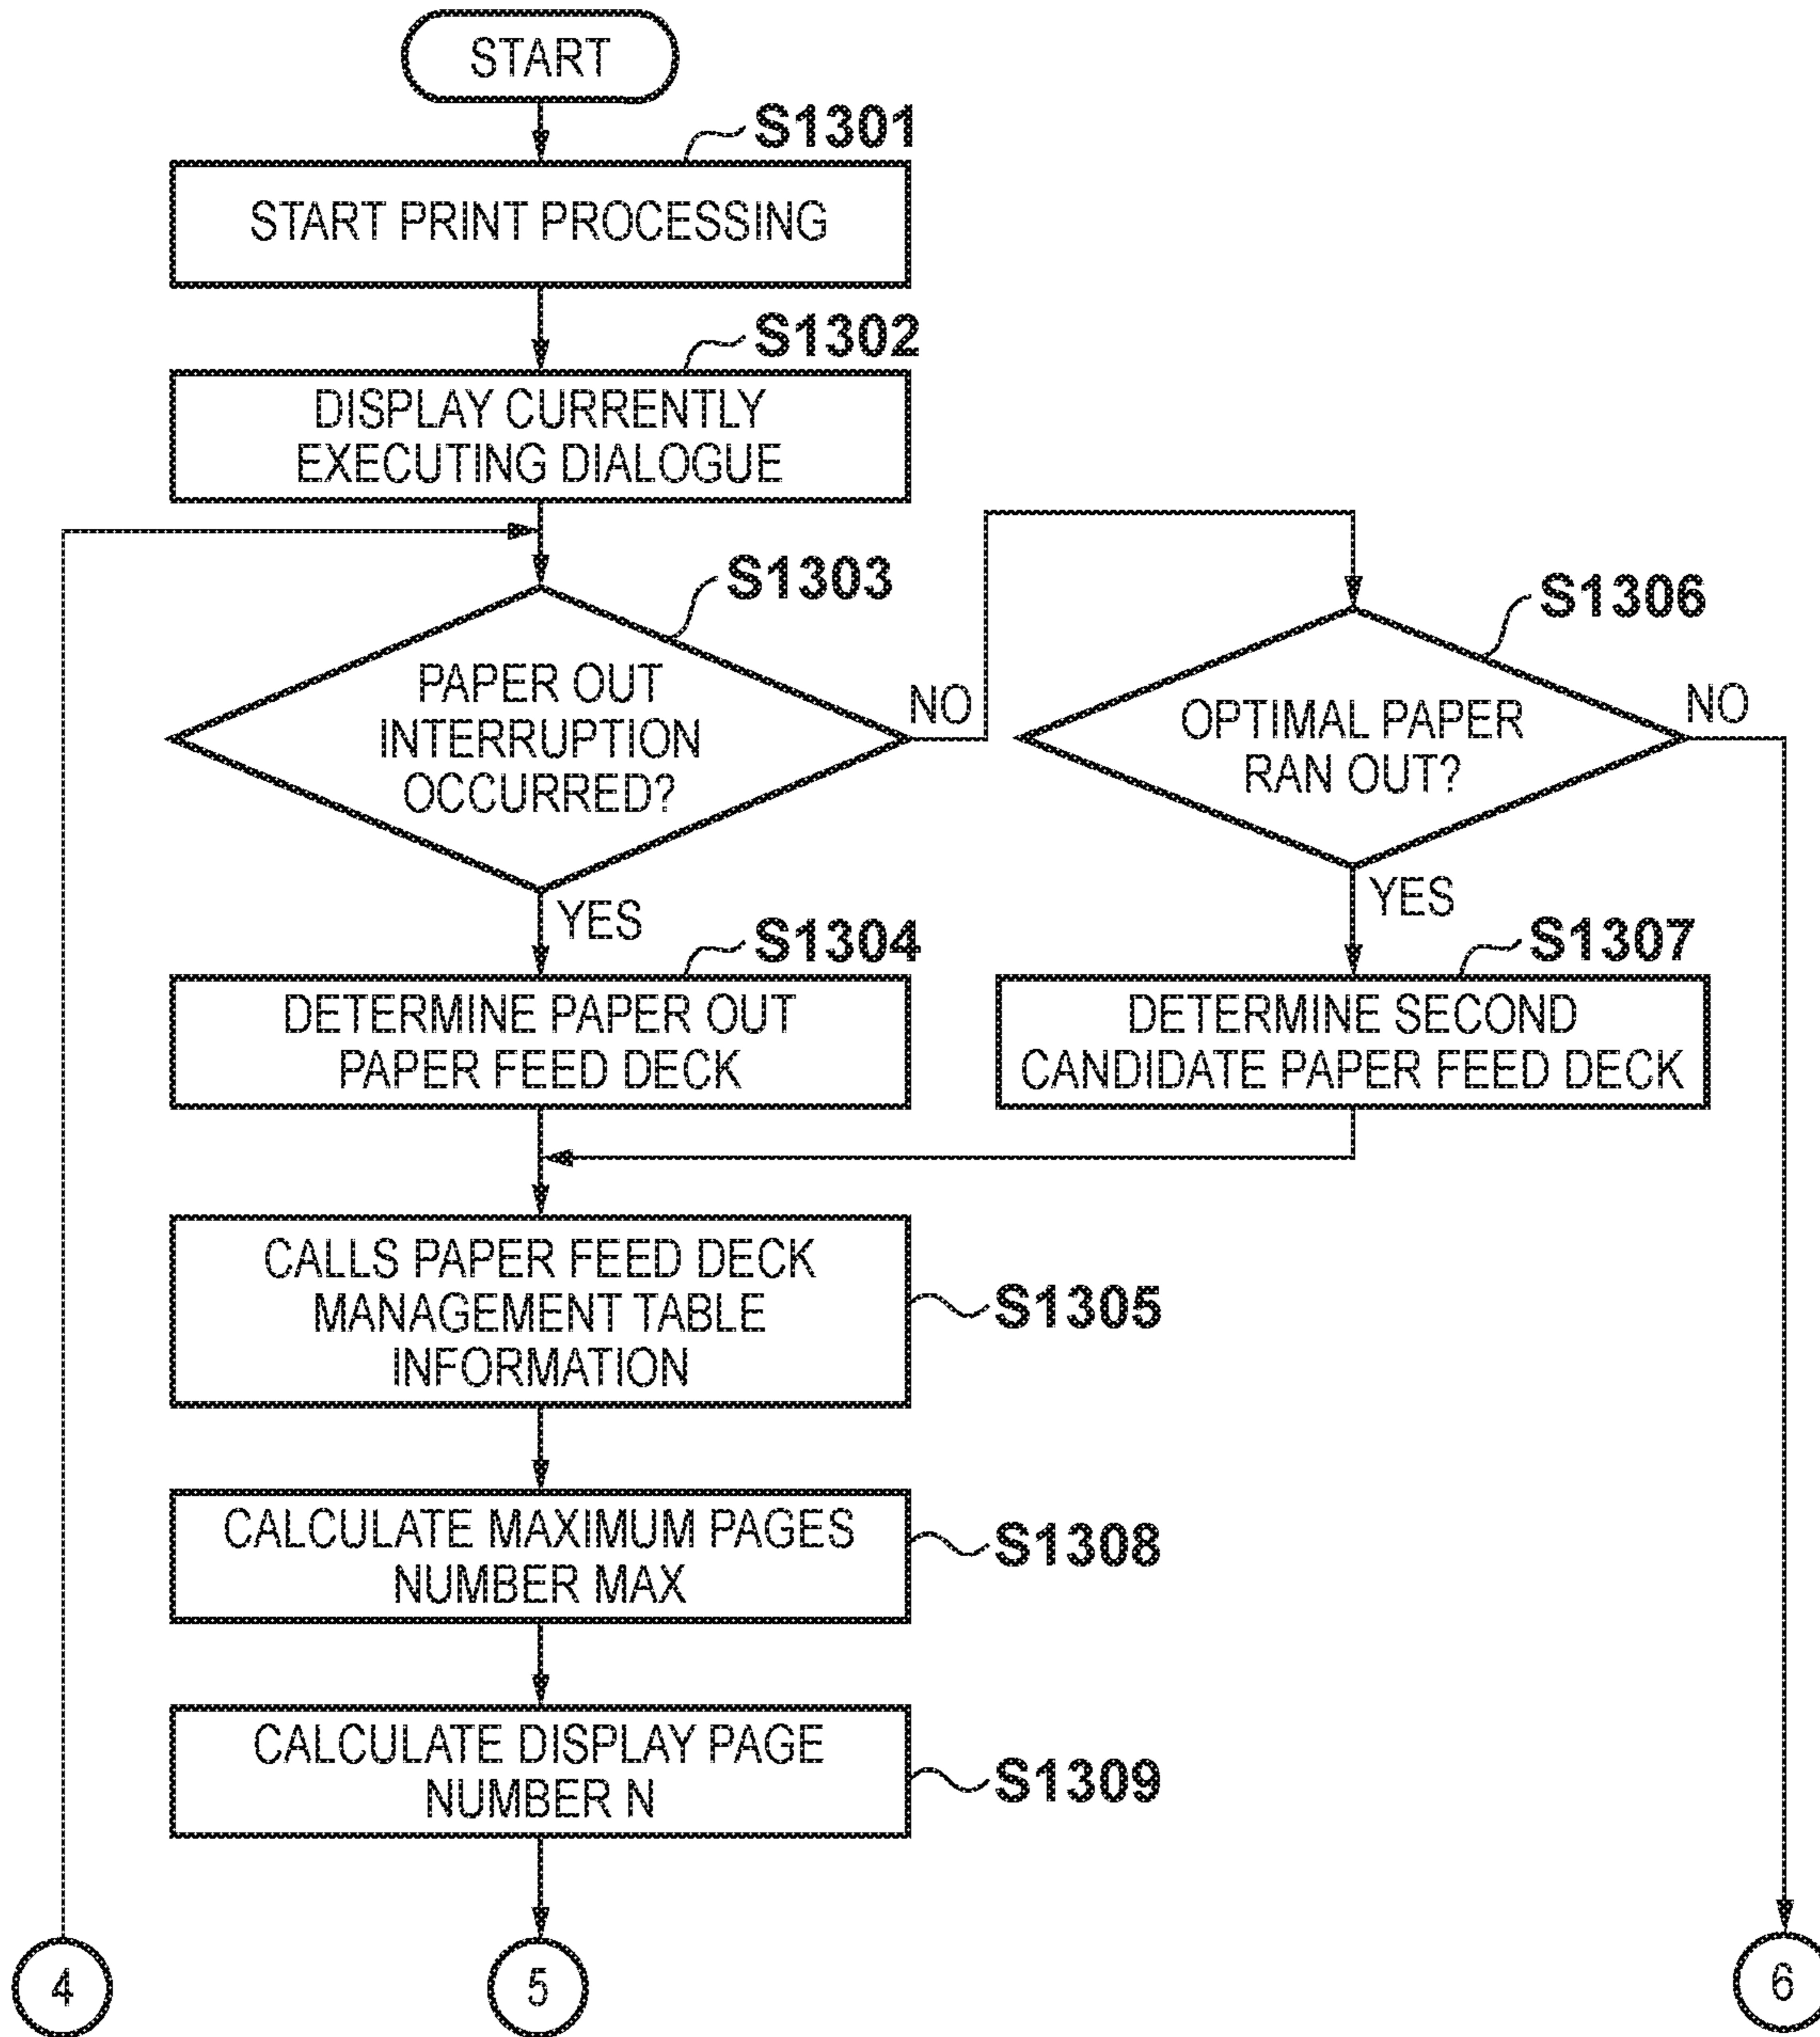 START
S1301
START PRINT PROCESSING
S1302
DISPLAY CURRENTLY
EXECUTING DIALOGUE
S1303
PAPER OUT
INTERRUPTION
OCCURRED?
NO
YES
S1306
OPTIMAL PAPER
RAN OUT?
NO
YES
S1304
DETERMINE PAPER OUT
PAPER FEED DECK
S1307
DETERMINE SECOND
CANDIDATE PAPER FEED DECK
CALLS PAPER FEED DECK
MANAGEMENT TABLE
INFORMATION
S1305
CALCULATE MAXIMUM PAGES
NUMBER MAX
S1308
CALCULATE DISPLAY PAGE
NUMBER N
S1309
4
5
6